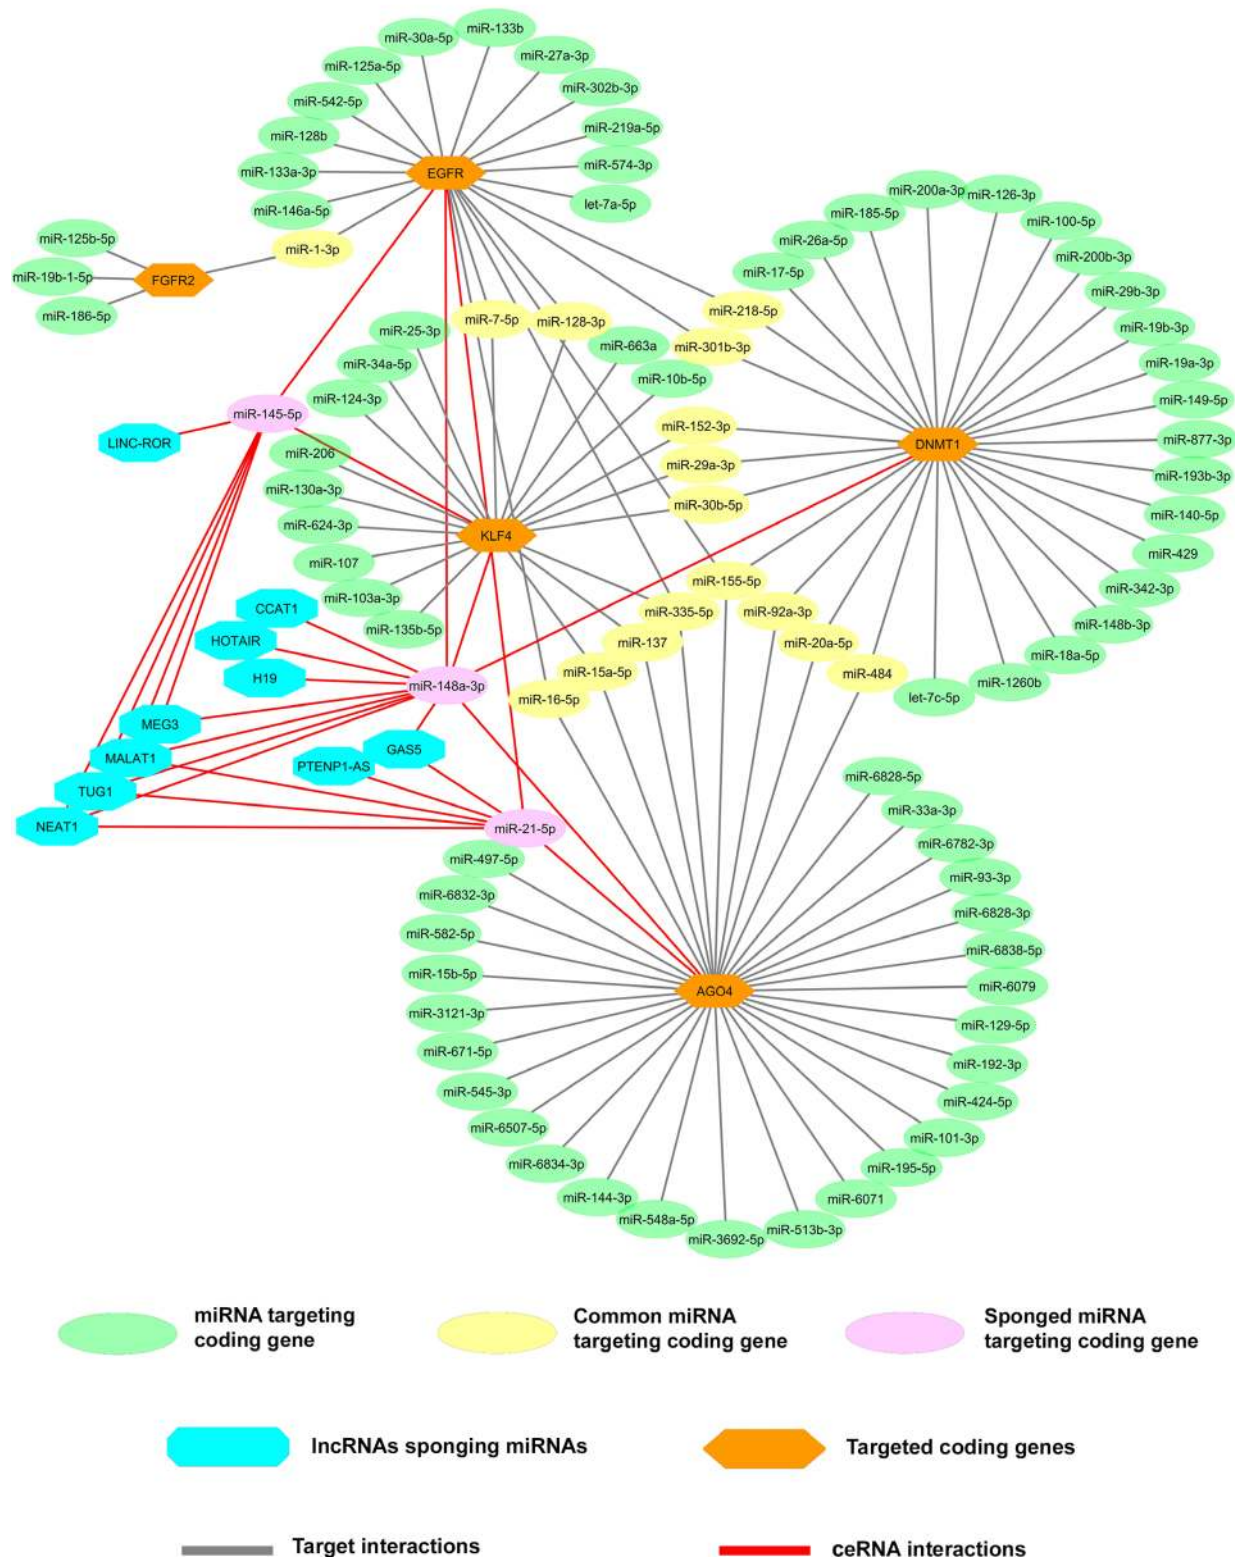 miR-133b
miR-30a-5p
miR-27a-3p
miR-125a-5p
miR-302b-3p
miR-542-5p
miR-219a-5p
miR-128b
miR-574-3p
miR-133a-3p
EGFR
let-7a-5p
miR-146a-5p
miR-1-3p
miR-125b-5p
FGFR2
miR-19b-1-5p
miR-186-5p
miR-200a-3p
miR-126-3p
miR-185-5p
miR-100-5p
miR-26a-5p
miR-200b-3p
miR-17-5p
miR-29b-3p
miR-218-5p
miR-19b-3p
miR-301b-3p
miR-19a-3p
miR-149-5p
miR-877-3p
DNMT1
miR-193b-3p
miR-140-5p
miR-429
miR-342-3p
miR-148b-3p
miR-18a-5p
miR-1260b
let-7c-5p
miR-7-5p
miR-128-3p
miR-25-3p
miR-663a
miR-34a-5p
miR-10b-5p
miR-124-3p
miR-145-5p
LINC-ROR
miR-152-3p
miR-206
miR-29a-3p
miR-130a-3p
miR-30b-5p
miR-624-3p
KLF4
miR-107
miR-103a-3p
miR-135b-5p
miR-155-5p
miR-335-5p
miR-92a-3p
miR-137
miR-20a-5p
miR-15a-5p
miR-484
miR-16-5p
CCAT1
HOTAIR
H19
miR-148a-3p
MEG3
MALAT1
GAS5
PTENP1-AS
TUG1
NEAT1
miR-21-5p
miR-6828-5p
miR-33a-3p
miR-6782-3p
miR-497-5p
miR-93-3p
miR-6832-3p
miR-6828-3p
miR-582-5p
miR-6838-5p
miR-15b-5p
miR-6079
AGO4
miR-3121-3p
miR-129-5p
miR-671-5p
miR-192-3p
miR-545-3p
miR-424-5p
miR-6507-5p
miR-101-3p
miR-6834-3p
miR-195-5p
miR-144-3p
miR-6071
miR-548a-5p
miR-513b-3p
miR-3692-5p
miRNA targeting
coding gene
Common miRNA
targeting coding gene
Sponged miRNA
targeting coding gene
lncRNAs sponging miRNAs
Targeted coding genes
Target interactions
ceRNA interactions